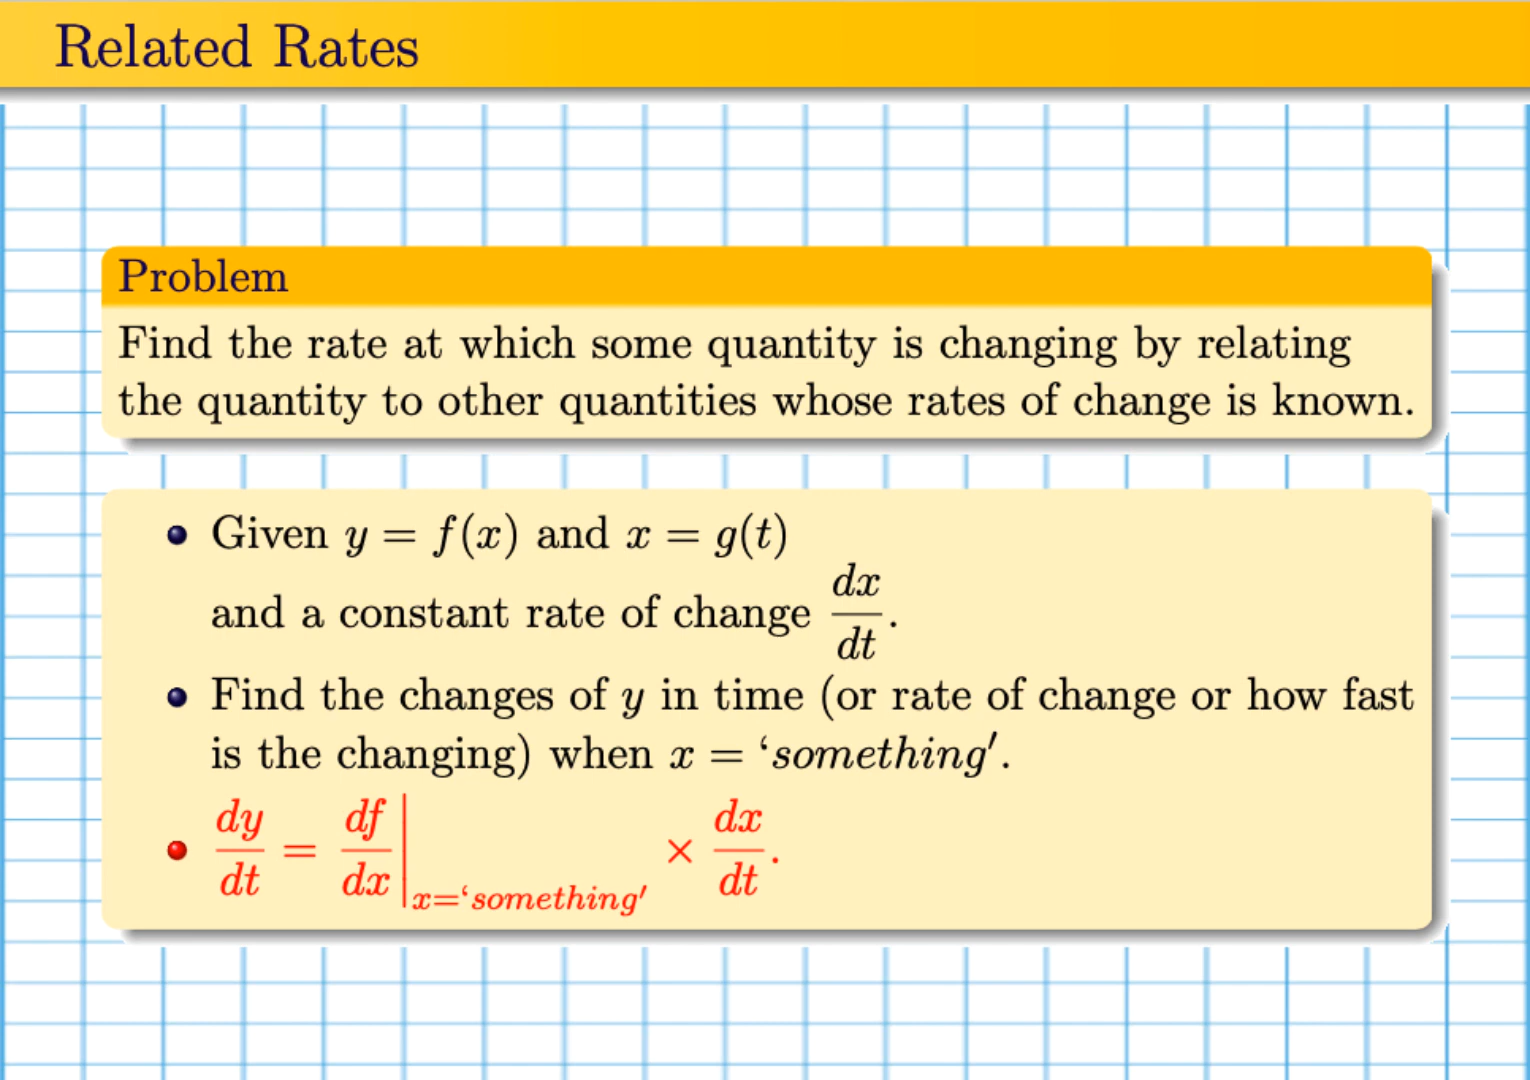 Related Rates
Problem
Find the rate at which some quantity is changing by relating
the quantity to other quantities whose rates of change is known.
Given y = f(x) and x = g(t)
and a constant rate of change dx/dt.
Find the changes of y in time (or rate of change or how fast
is the changing) when x = ‘something′.
dy/dt = df/dx|x=‘something′ × dx/dt.